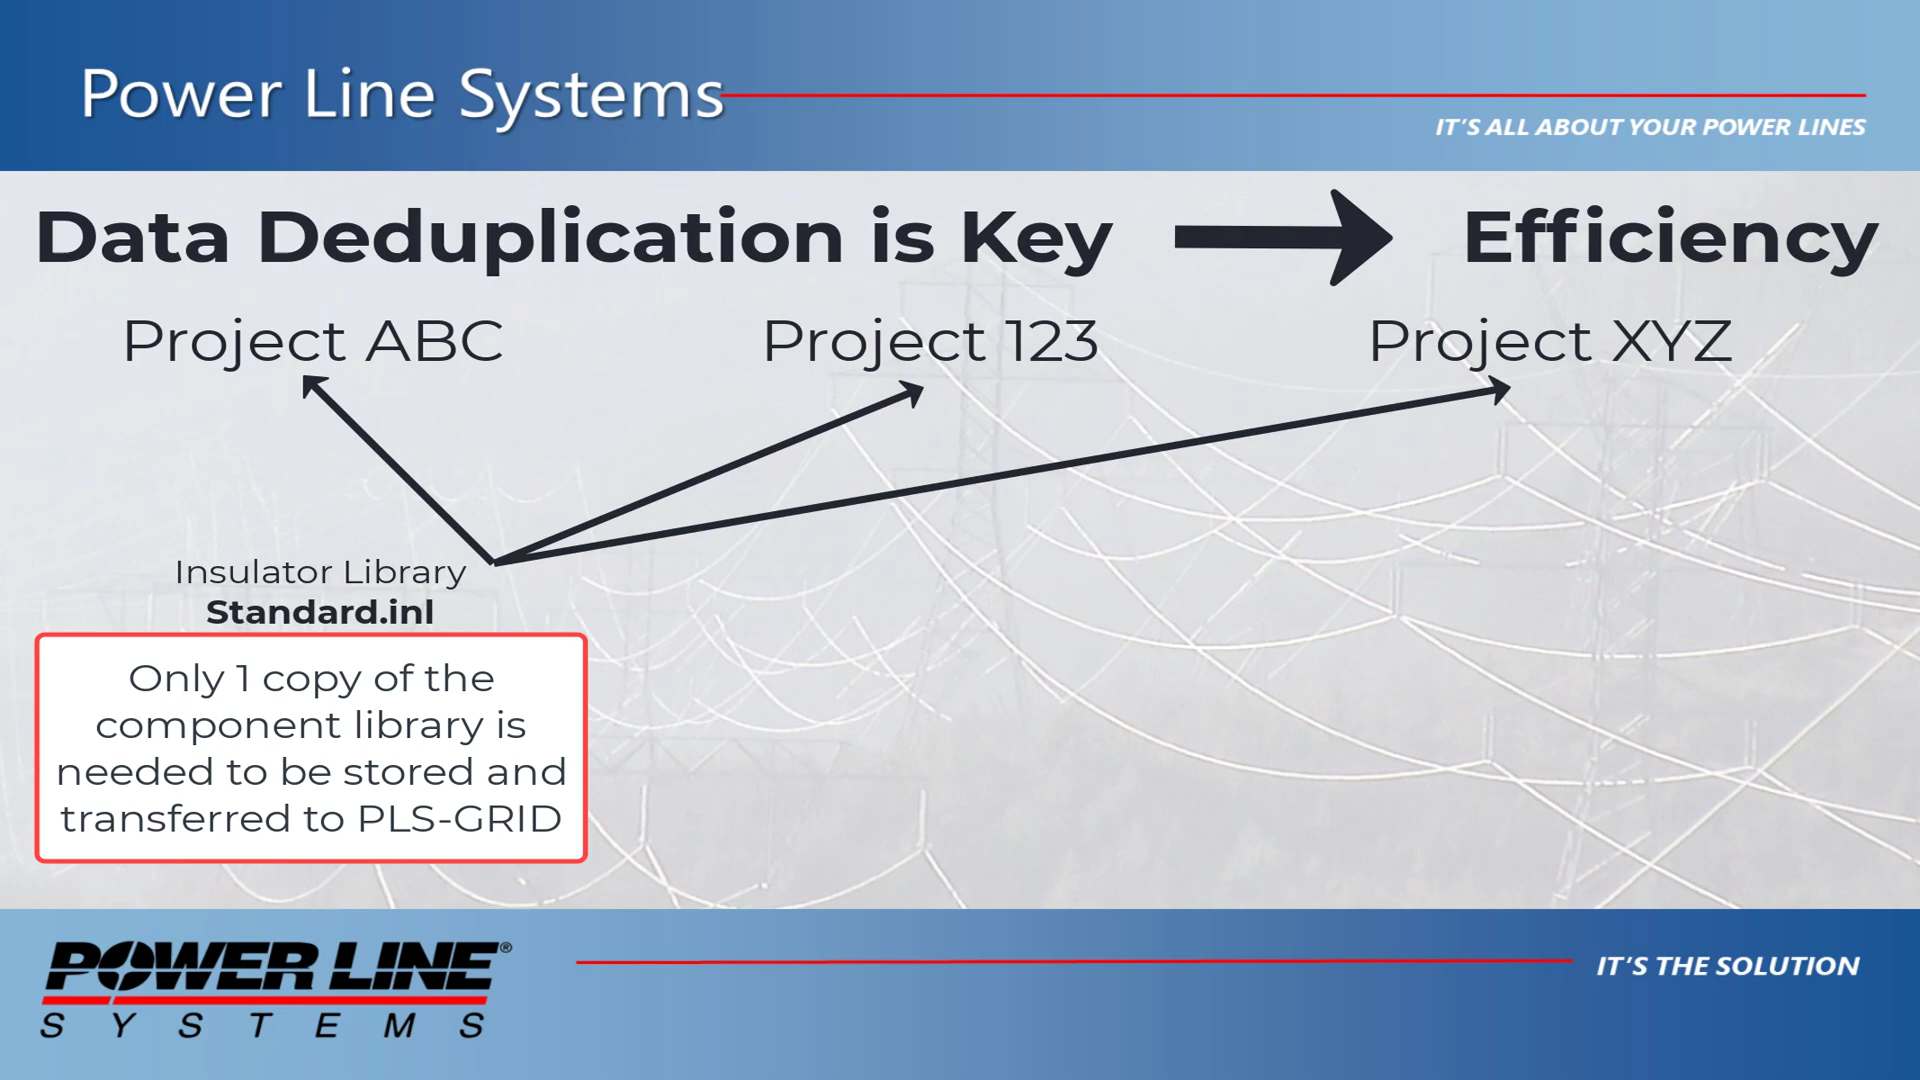 Power Line Systems
IT'S ALL ABOUT YOUR POWER LINES
Data Deduplication is Key Efficiency
Project ABC Project 123 Project XYZ
Insulator Library
Standard.inl
Only 1 copy of the
component library is
needed to be stored and
transferred to PLS-GRID
POWER LINE®
SYSTEMS
IT'S THE SOLUTION